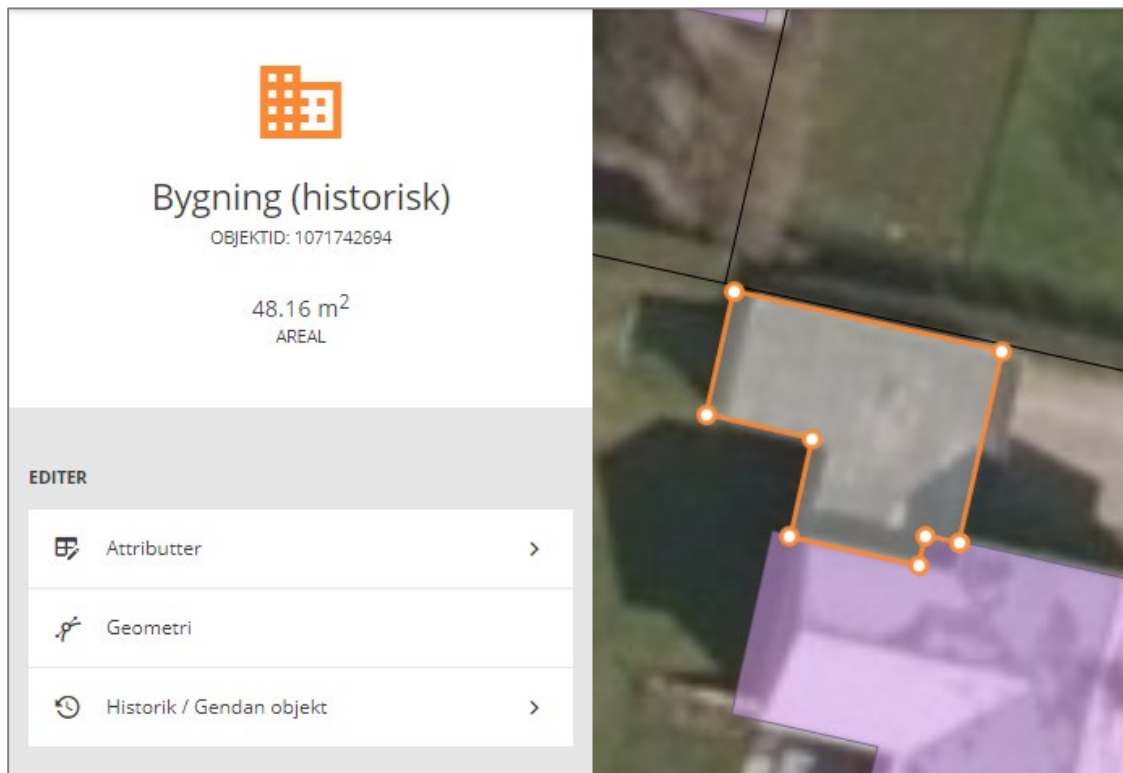 Bygning (historisk)
OBJEKTID: 1071742694
48.16 m2
AREAL
EDITER
Attributter
Geometri
Historik / Gendan objekt